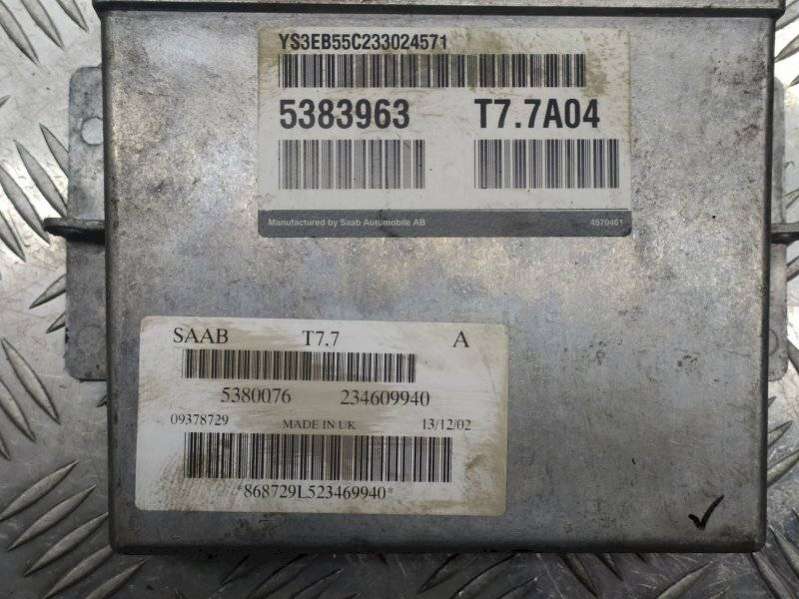 YS3EB55C233024571
5383963 T7.7A04
Manufactured by Saab Automobile AB 4570461
SAAB T7.7 A
5380076 234609940
09378729 MADE IN UK 13/12/02
*868729L523469940*